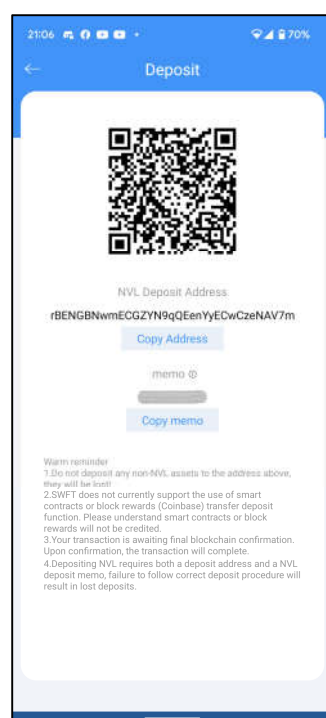 21:06
70%
Deposit
NVL Deposit Address
rBENGBNwmECGZYN9qQEenYyECwCzeNAV7m
Copy Address
memo
Copy memo
Warm reminder
1.Do not deposit any non-NVL assets to the address above,
they will be lost!
2.SWFT does not currently support the use of smart
contracts or block rewards (Coinbase) transfer deposit
function. Please understand smart contracts or block
rewards will not be credited.
3.Your transaction is awaiting final blockchain confirmation.
Upon confirmation, the transaction will complete.
4.Depositing NVL requires both a deposit address and a NVL
deposit memo, failure to follow correct deposit procedure will
result in lost deposits.